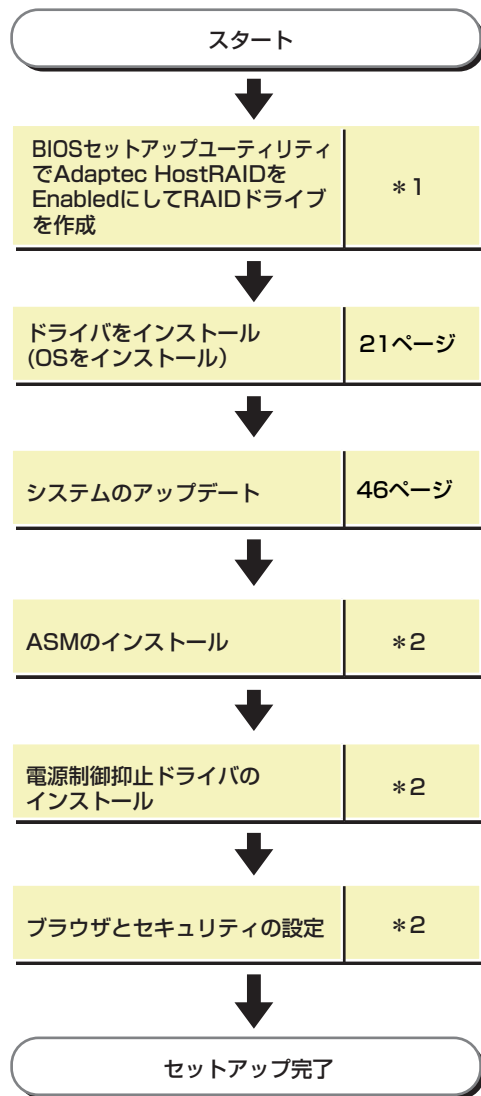 スタート
BIOSセットアップユーティリティ
でAdaptec HostRAIDを
EnabledにしてRAIDドライブ
を作成
*1
ドライバをインストール
(OSをインストール)
21ページ
システムのアップデート
46ページ
ASMのインストール
*2
電源制御抑止ドライバの
インストール
*2
ブラウザとセキュリティの設定
*2
セットアップ完了